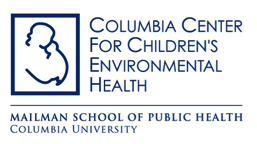 COLUMBIA CENTER
FOR CHILDREN'S
ENVIRONMENTAL
HEALTH
MAILMAN SCHOOL OF PUBLIC HEALTH
COLUMBIA UNIVERSITY